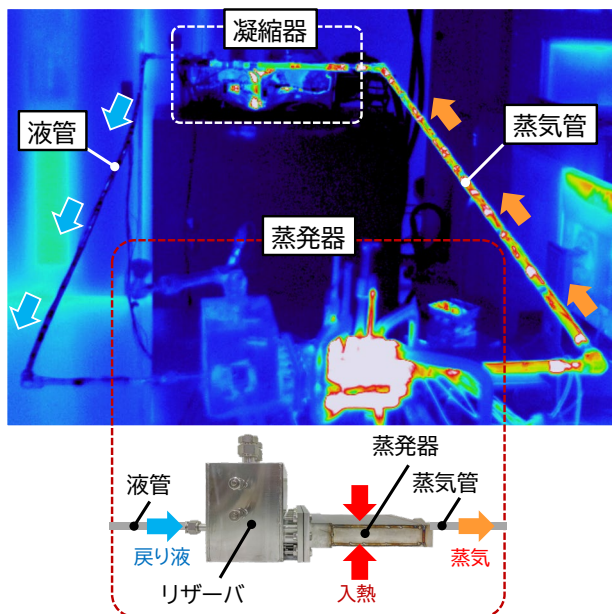 凝縮器
液管
蒸気管
蒸発器
蒸発器
液管
蒸気管
戻り液
リザーバ
入熱
蒸気